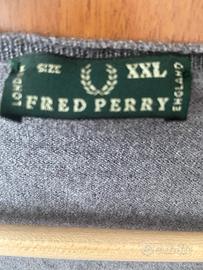 SIZE XXL
LONDON
FRED PERRY
ENGLAND